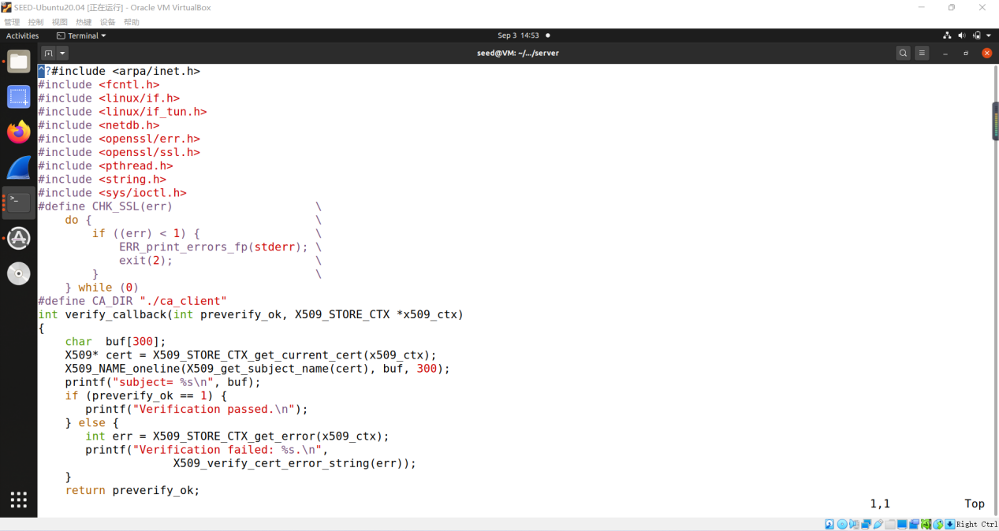 SEED-Ubuntu20.04 [正在运行] - Oracle VM VirtualBox
管理 控制 视图 热键 设备 帮助
Activities Terminal Sep 3 14:53
seed@VM: ~/.../server
^?#include <arpa/inet.h>
#include <fcntl.h>
#include <linux/if.h>
#include <linux/if_tun.h>
#include <netdb.h>
#include <openssl/err.h>
#include <openssl/ssl.h>
#include <pthread.h>
#include <string.h>
#include <sys/ioctl.h>
#define CHK_SSL(err)                     \
    do {                                 \
        if ((err) < 1) {                 \
            ERR_print_errors_fp(stderr); \
            exit(2);                     \
        }                                \
    } while (0)
#define CA_DIR "./ca_client"
int verify_callback(int preverify_ok, X509_STORE_CTX *x509_ctx)
{
    char  buf[300];
    X509* cert = X509_STORE_CTX_get_current_cert(x509_ctx);
    X509_NAME_oneline(X509_get_subject_name(cert), buf, 300);
    printf("subject= %s\n", buf);
    if (preverify_ok == 1) {
       printf("Verification passed.\n");
    } else {
       int err = X509_STORE_CTX_get_error(x509_ctx);
       printf("Verification failed: %s.\n",
                    X509_verify_cert_error_string(err));
    }
    return preverify_ok;
1,1 Top
Right Ctrl